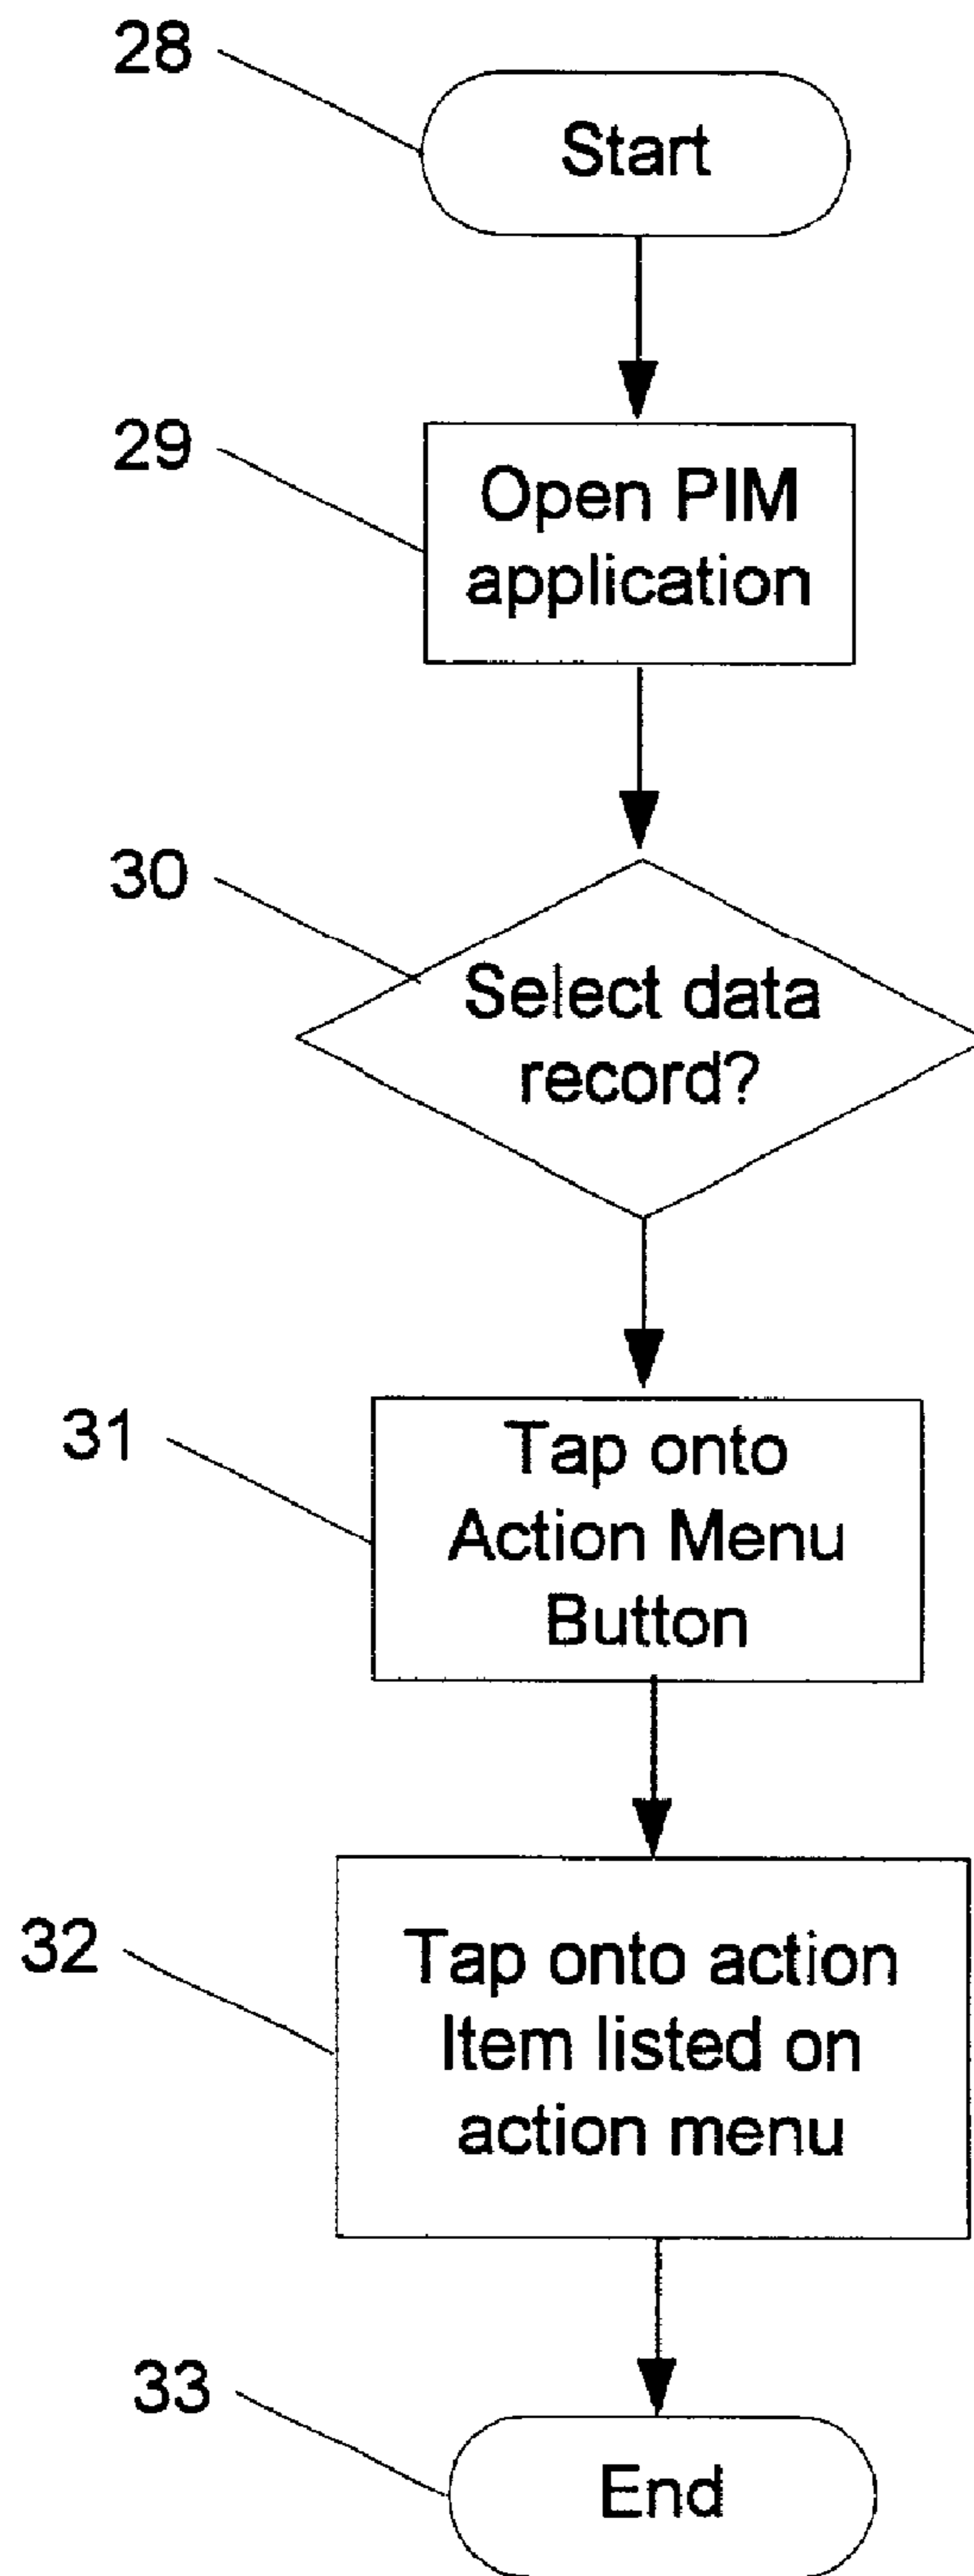 28
Start
29
Open PIM
application
30
Select data
record?
31
Tap onto
Action Menu
Button
32
Tap onto action
Item listed on
action menu
33
End